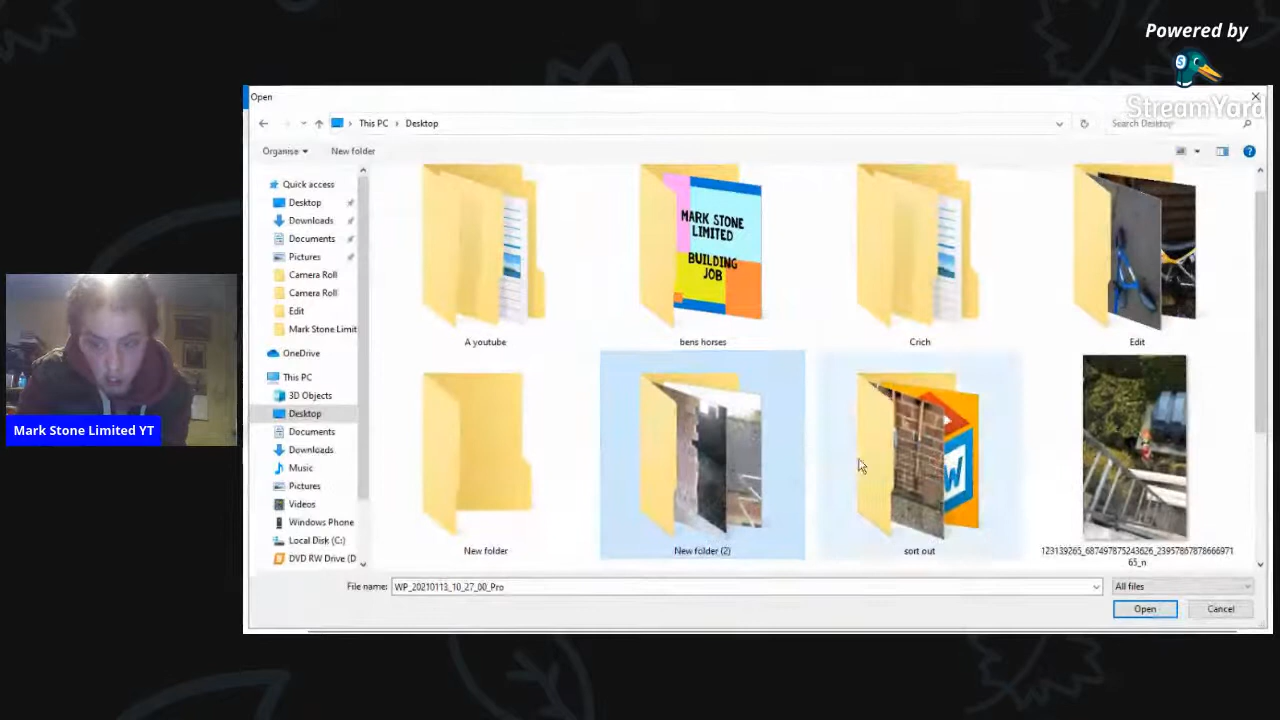 Powered by
StreamYard
Open
This PC
Desktop
Search Desktop
Organise
New folder
Quick access
Desktop
Downloads
Documents
Pictures
Camera Roll
Camera Roll
Edit
Mark Stone Limit
OneDrive
This PC
3D Objects
Desktop
Documents
Downloads
Music
Pictures
Videos
Windows Phone
Local Disk (C:)
DVD RW Drive (D
MARK STONE
LIMITED
BUILDING
JOB
A youtube
bens horses
Crich
Edit
W
New folder
New folder (2)
sort out
123139265_687497875243626_23957867878666971
65_n
File name:
WP_20210113_10_27_00_Pro
All files
Open
Cancel
Mark Stone Limited YT